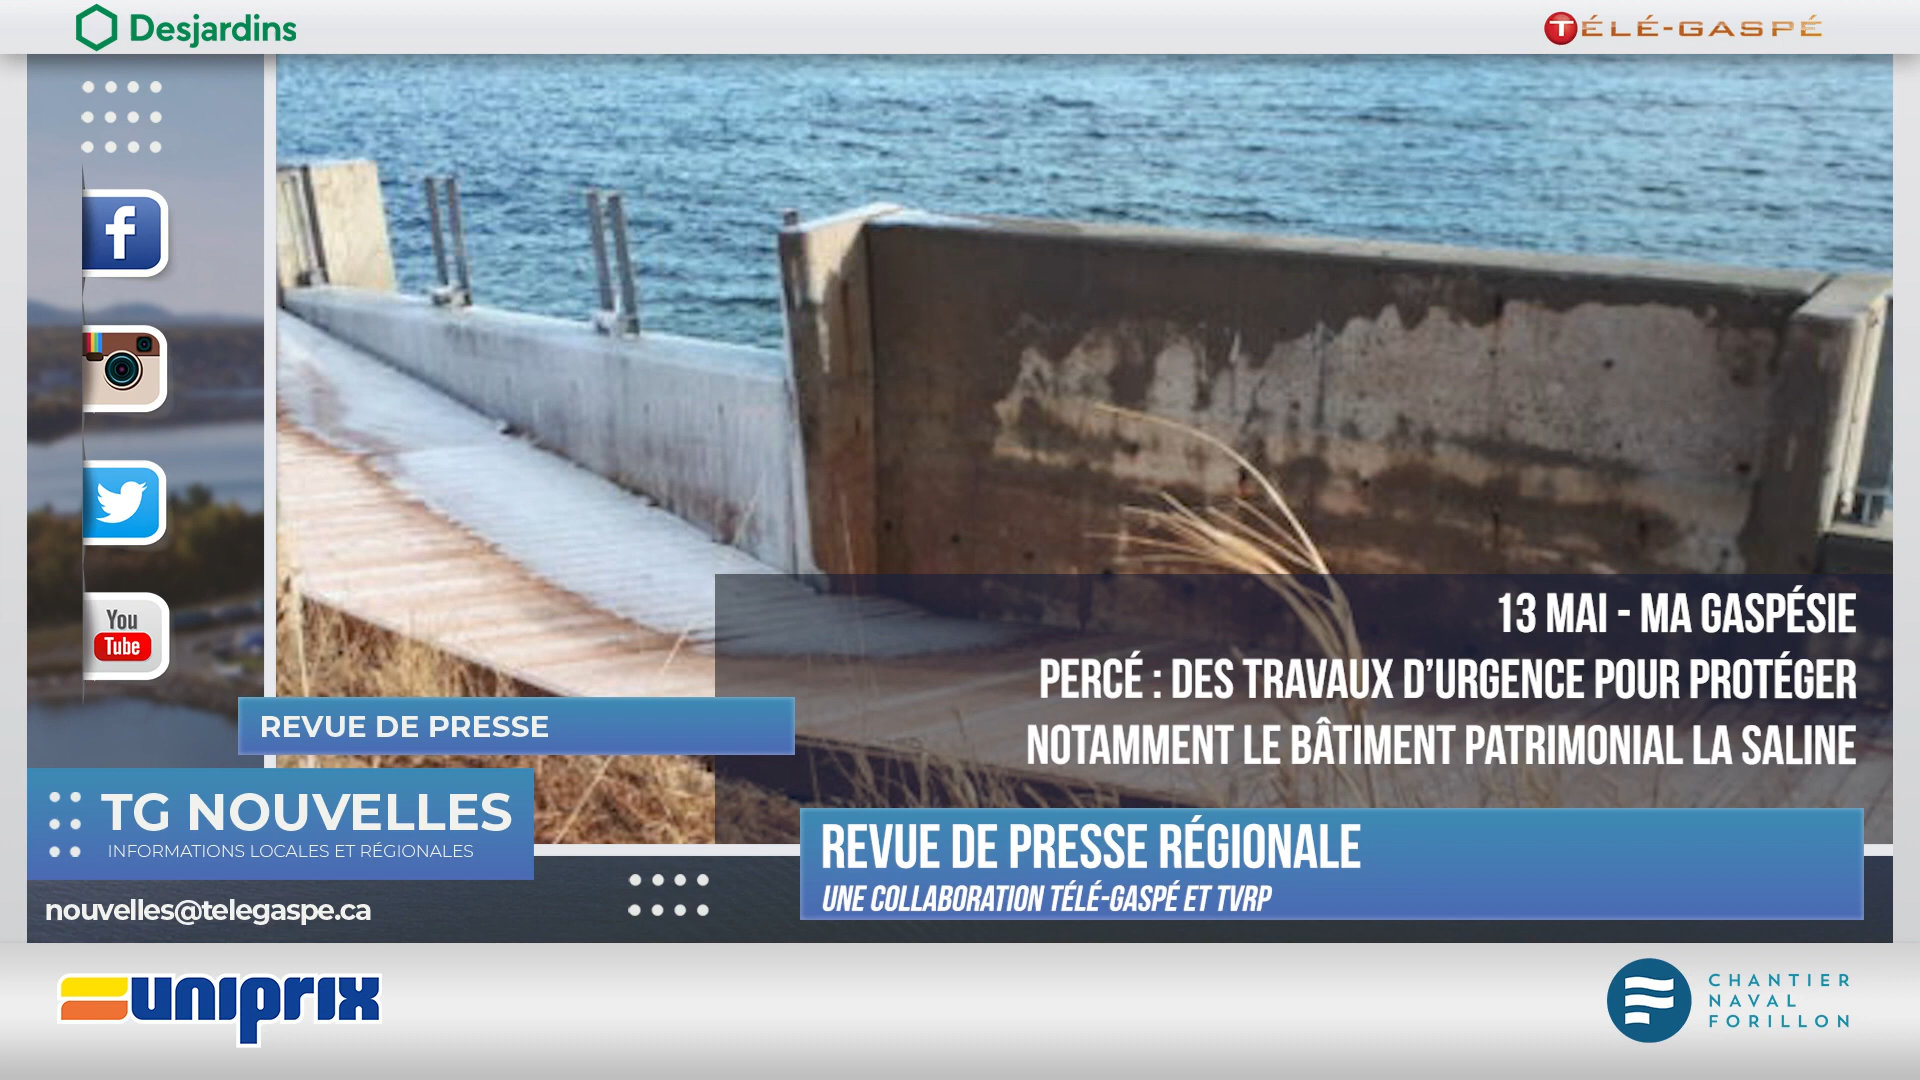 Desjardins
TÉLÉ-GASPÉ
f
You
Tube
13 MAI - MA GASPÉSIE
PERCÉ : DES TRAVAUX D’URGENCE POUR PROTÉGER
NOTAMMENT LE BÂTIMENT PATRIMONIAL LA SALINE
REVUE DE PRESSE
TG NOUVELLES
INFORMATIONS LOCALES ET RÉGIONALES
nouvelles@telegaspe.ca
REVUE DE PRESSE RÉGIONALE
UNE COLLABORATION TÉLÉ-GASPÉ ET TVRP
uniprix
CHANTIER
NAVAL
FORILLON